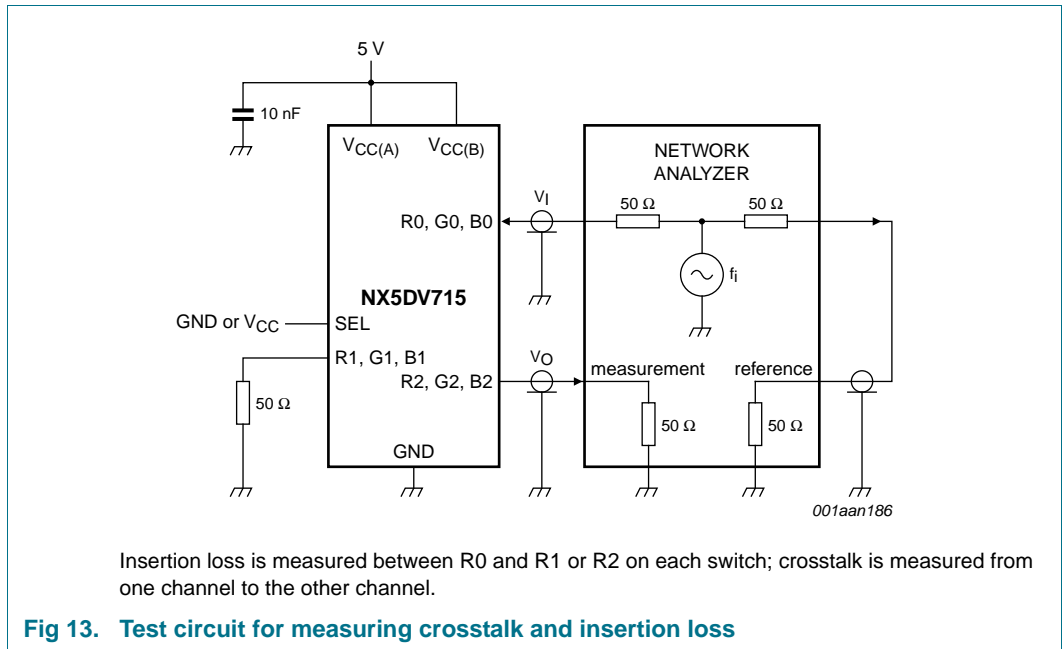 5 V
10 nF
VCC(A) VCC(B)
NETWORK
ANALYZER
VI
50 Ω 50 Ω
R0, G0, B0
fi
NX5DV715
GND or VCC SEL
R1, G1, B1
VO
R2, G2, B2
measurement reference
50 Ω
50 Ω 50 Ω
GND
001aan186
Insertion loss is measured between R0 and R1 or R2 on each switch; crosstalk is measured from
one channel to the other channel.
Fig 13. Test circuit for measuring crosstalk and insertion loss